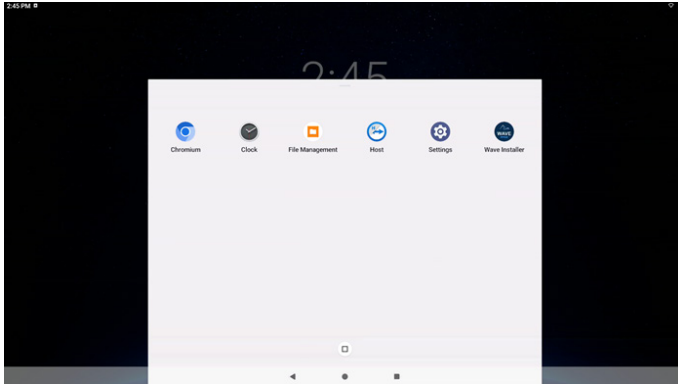 2:45 PM
2:45
Chromium
Clock
File Management
Host
Settings
Wave Installer
WAVE